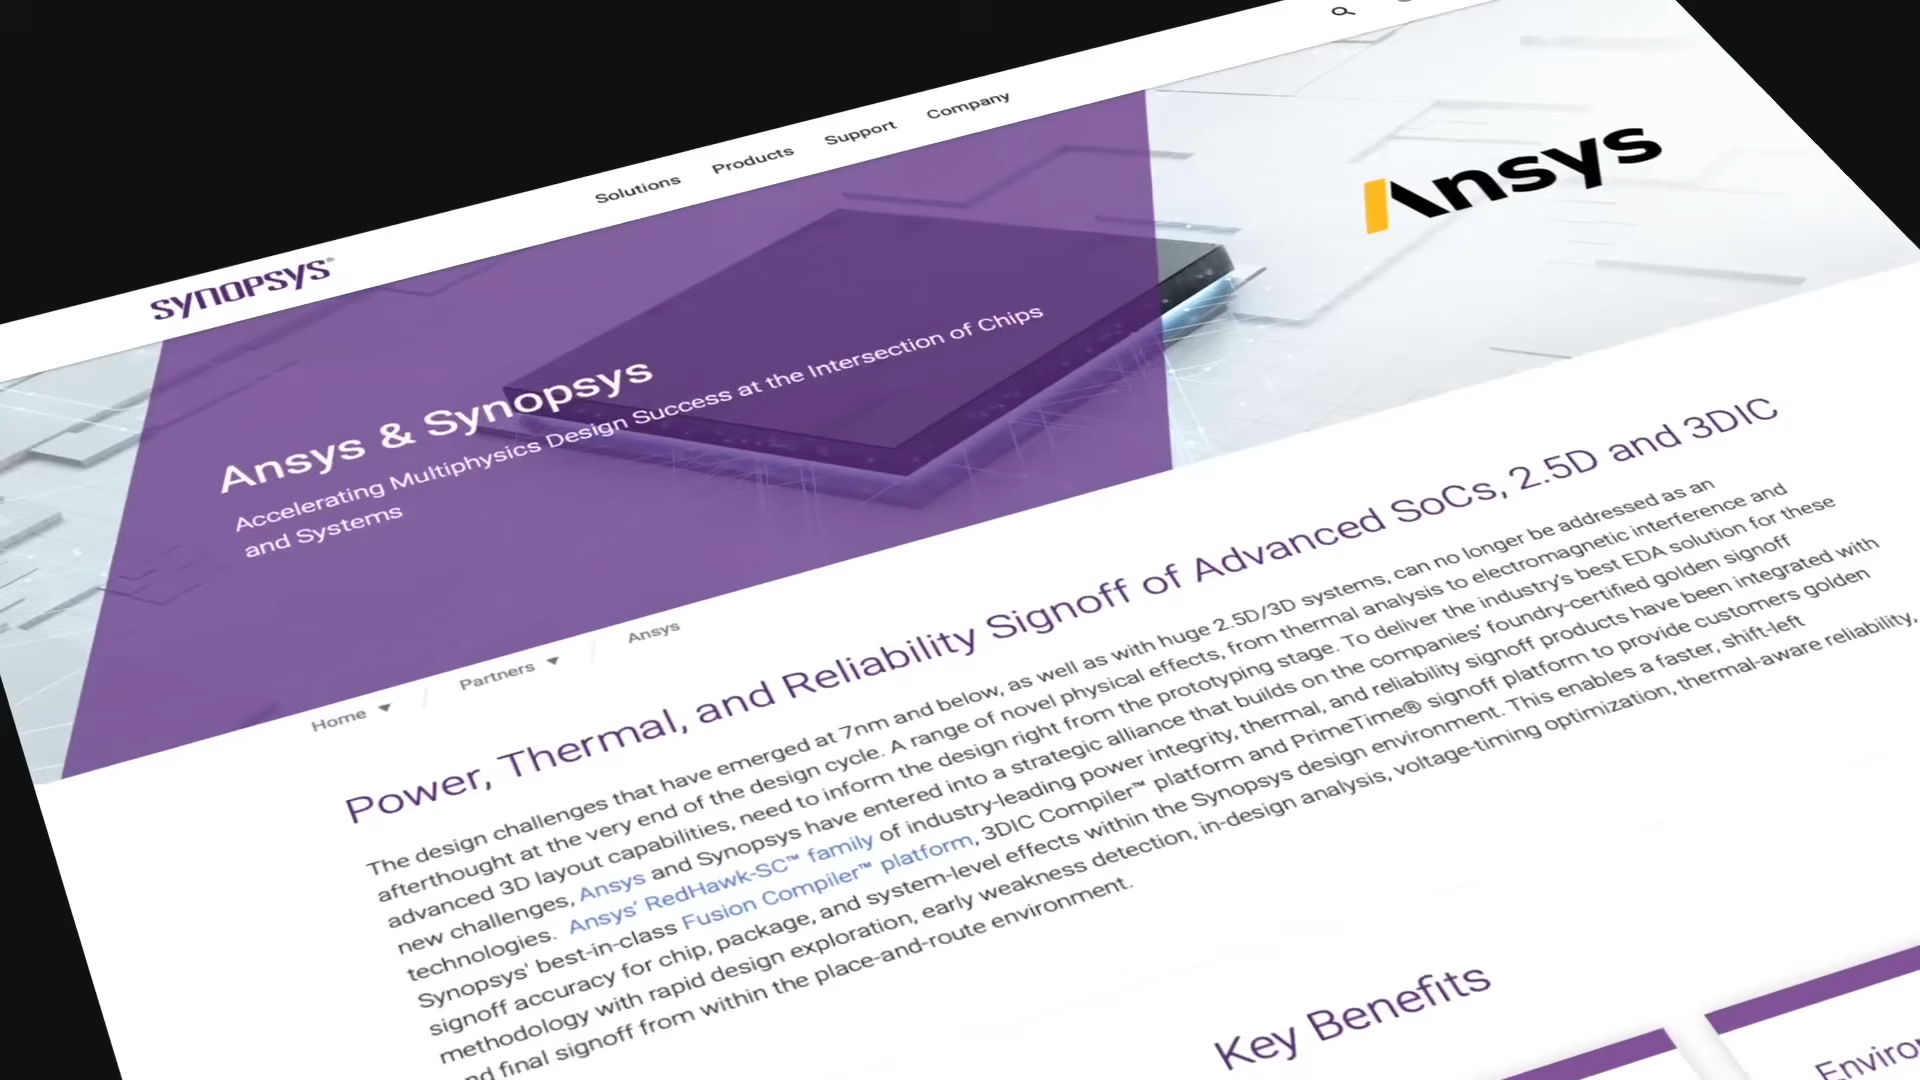 SYNOPSYS®
Solutions
Products
Support
Company
Ansys & Synopsys
Accelerating Multiphysics Design Success at the Intersection of Chips
and Systems
Ansys
Home ▼
Partners ▼
Ansys
Power, Thermal, and Reliability Signoff of Advanced SoCs, 2.5D and 3DIC
The design challenges that have emerged at 7nm and below, as well as with huge 2.5D/3D systems, can no longer be addressed as an
afterthought at the very end of the design cycle. A range of novel physical effects, from thermal analysis to electromagnetic interference and
advanced 3D layout capabilities, need to inform the design right from the prototyping stage. To deliver the industry's best EDA solution for these
new challenges, Ansys and Synopsys have entered into a strategic alliance that builds on the companies' foundry-certified golden signoff
technologies. Ansys' RedHawk-SC™ family of industry-leading power integrity, thermal, and reliability signoff products have been integrated with
Synopsys' best-in-class Fusion Compiler™ platform, 3DIC Compiler™ platform and PrimeTime® signoff platform to provide customers golden
signoff accuracy for chip, package, and system-level effects within the Synopsys design environment. This enables a faster, shift-left
methodology with rapid design exploration, early weakness detection, in-design analysis, voltage-timing optimization, thermal-aware reliability,
final signoff from within the place-and-route environment.
Key Benefits